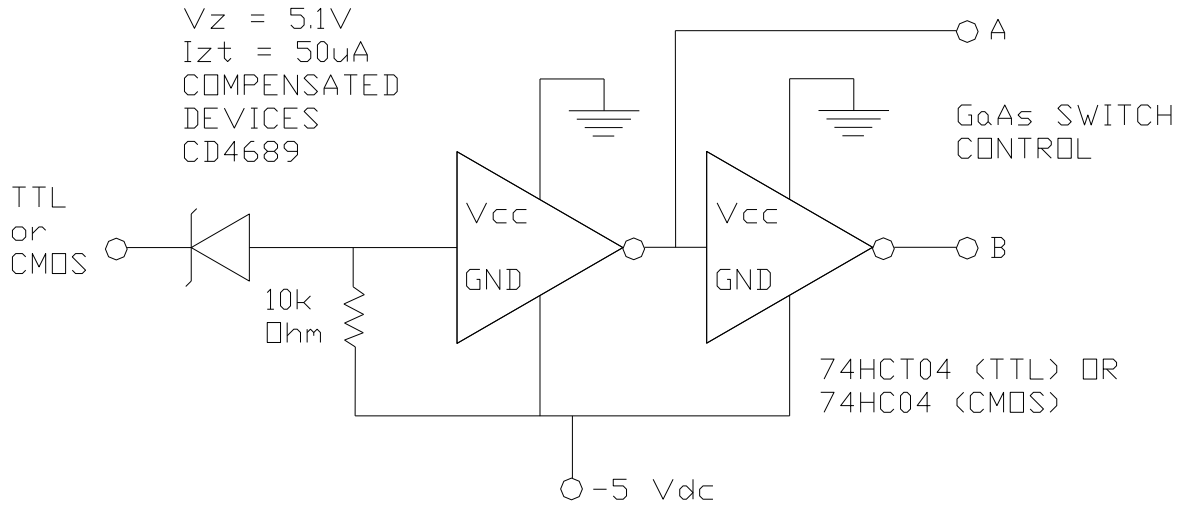 Vz = 5.1V
Izt = 50uA
COMPENSATED
DEVICES
CD4689
A
GaAs SWITCH
CONTROL
TTL
or
CMOS
Vcc
GND
Vcc
GND
B
10k
Ohm
74HCT04 (TTL) OR
74HC04 (CMOS)
-5 Vdc